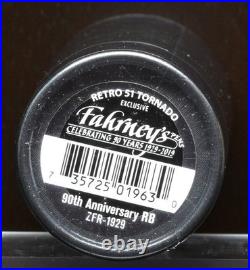 RETRO 51 TORNADO
EXCLUSIVE
Fahrney's
PENS
CELEBRATING 90 YEARS 1929-2019
7 35725 01963 0
90th Anniversary RB
ZFR-1929